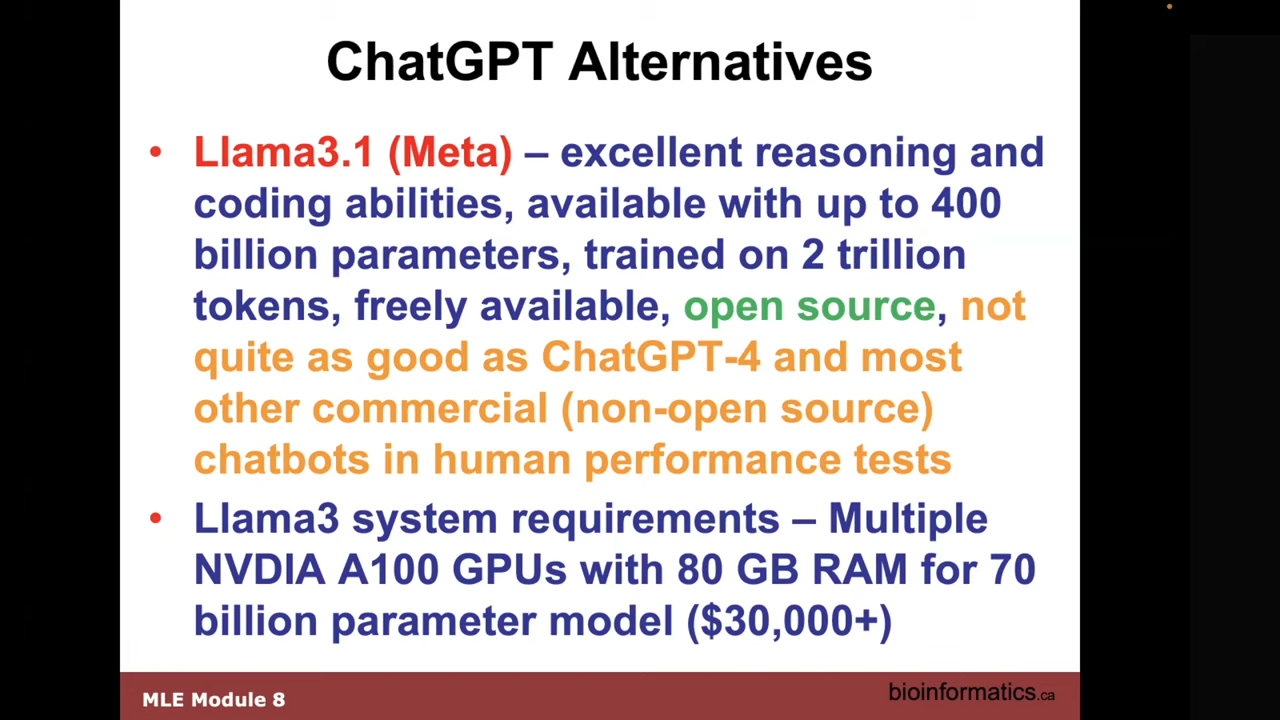 ChatGPT Alternatives
• Llama3.1 (Meta) – excellent reasoning and
coding abilities, available with up to 400
billion parameters, trained on 2 trillion
tokens, freely available, open source, not
quite as good as ChatGPT-4 and most
other commercial (non-open source)
chatbots in human performance tests
• Llama3 system requirements – Multiple
NVDIA A100 GPUs with 80 GB RAM for 70
billion parameter model ($30,000+)
MLE Module 8
bioinformatics.ca